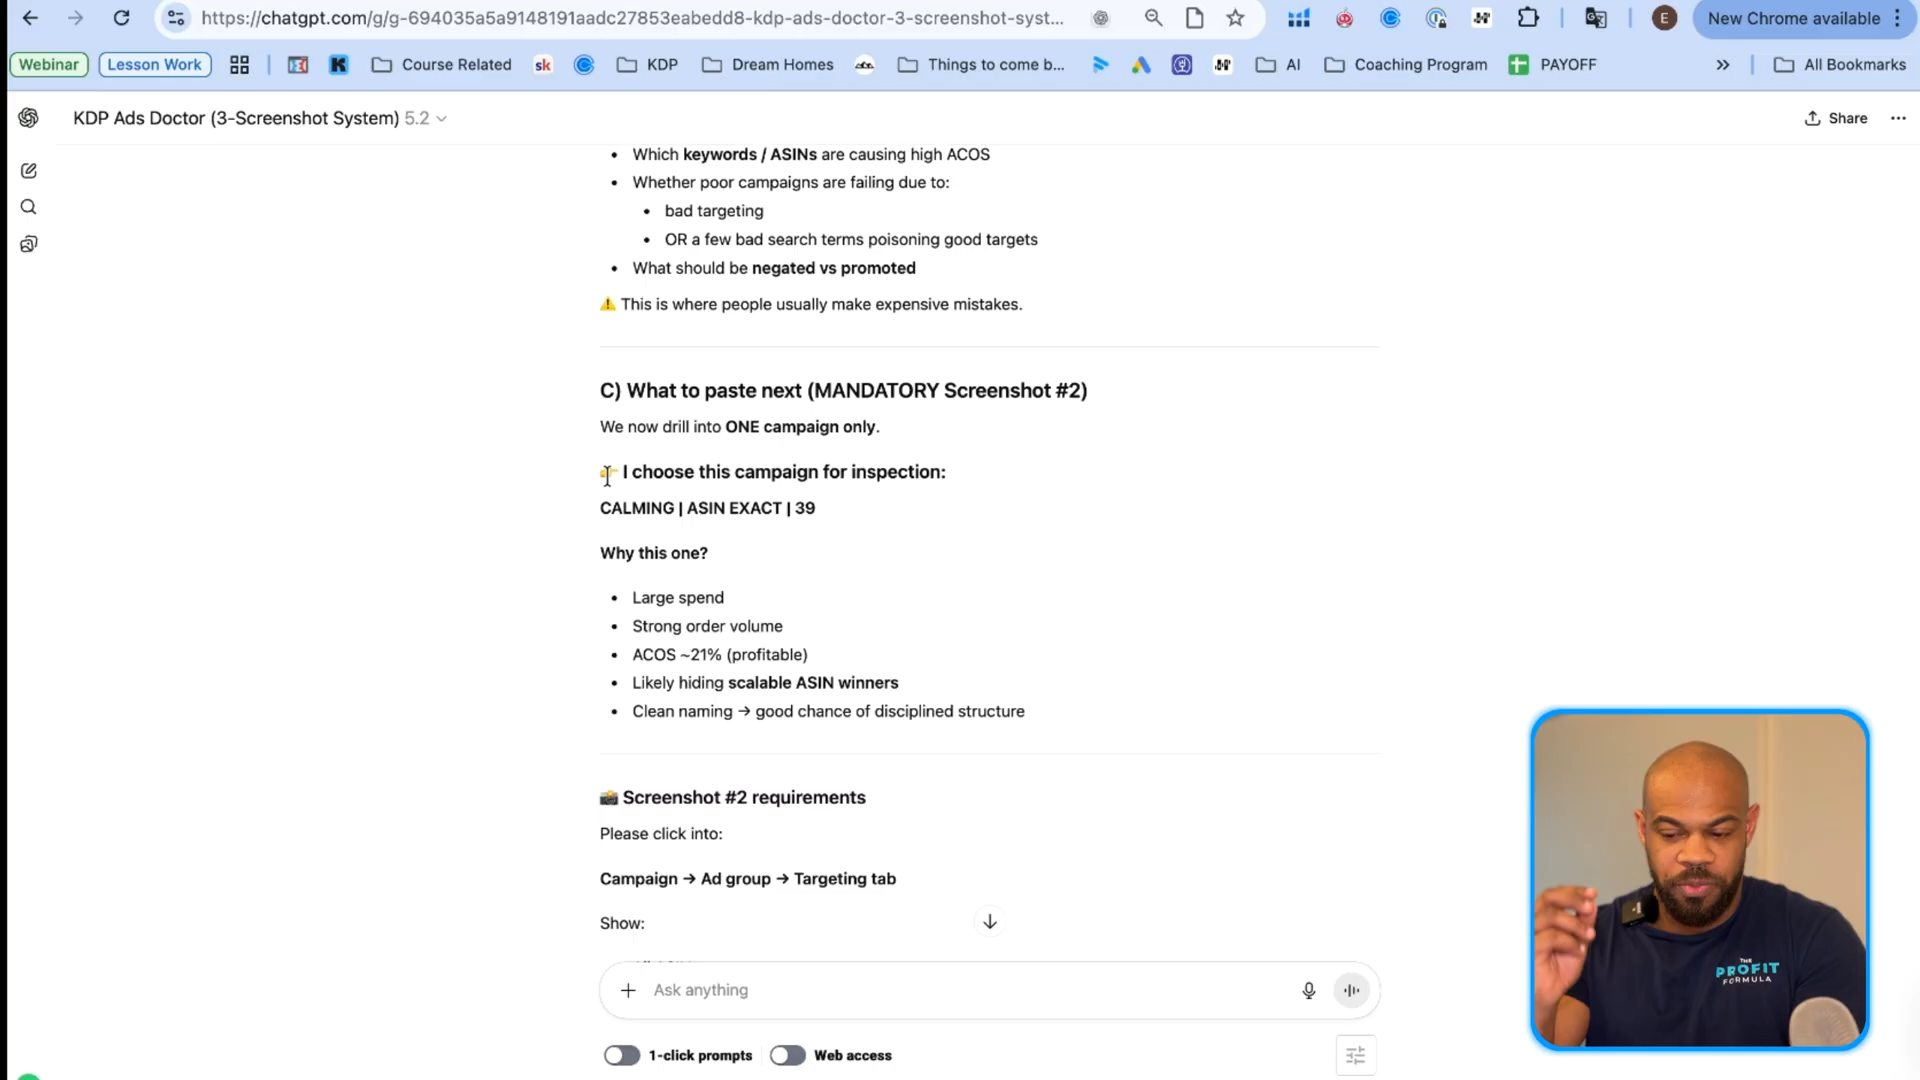 https://chatgpt.com/g/g-694035a5a9148191aadc27853eabedd8-kdp-ads-doctor-3-screenshot-syst...
E
New Chrome available
Webinar
Lesson Work
K
Course Related
sk
KDP
Dream Homes
Things to come b...
AI
Coaching Program
PAYOFF
»
All Bookmarks
KDP Ads Doctor (3-Screenshot System) 5.2
Share
• Which keywords / ASINs are causing high ACOS
• Whether poor campaigns are failing due to:
• bad targeting
• OR a few bad search terms poisoning good targets
• What should be negated vs promoted
⚠️ This is where people usually make expensive mistakes.
C) What to paste next (MANDATORY Screenshot #2)
We now drill into ONE campaign only.
👉 I choose this campaign for inspection:
CALMING | ASIN EXACT | 39
Why this one?
• Large spend
• Strong order volume
• ACOS ~21% (profitable)
• Likely hiding scalable ASIN winners
• Clean naming → good chance of disciplined structure
📸 Screenshot #2 requirements
Please click into:
Campaign → Ad group → Targeting tab
Show:
Ask anything
1-click prompts
Web access
THE
PROFIT
FORMULA